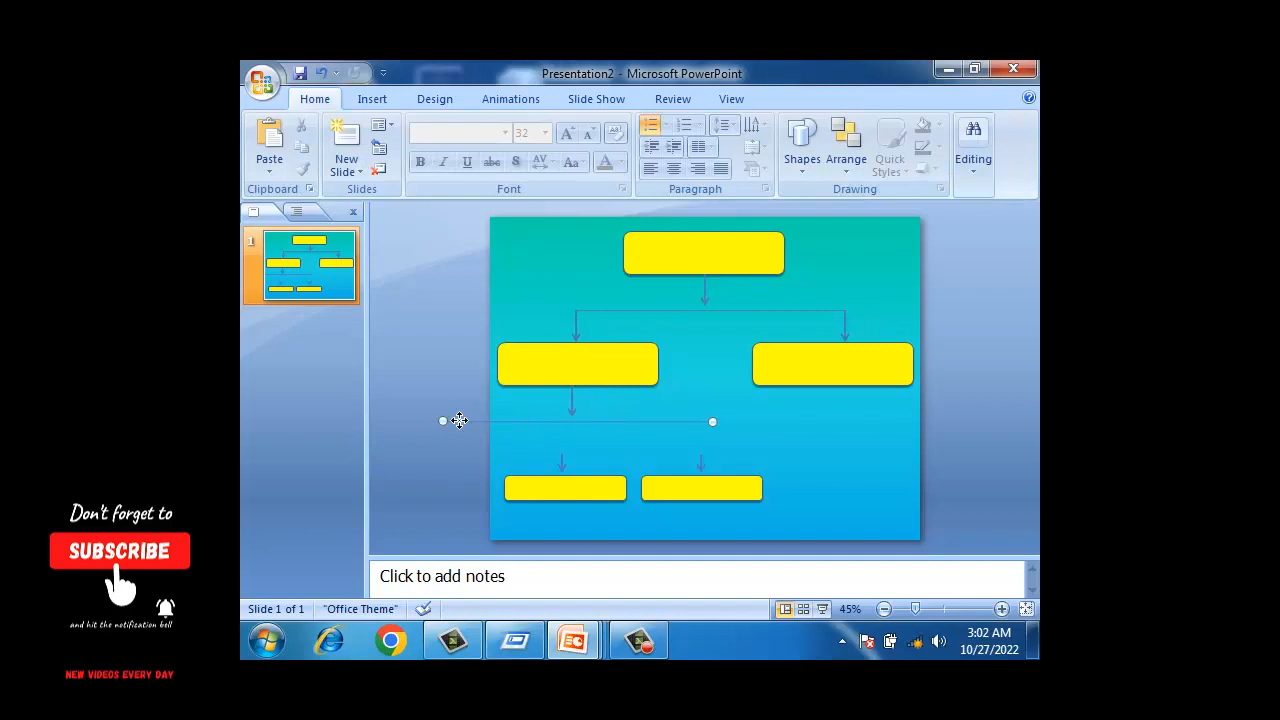 Presentation2 - Microsoft PowerPoint
Home Insert Design Animations Slide Show Review View
Paste
New Slide
32
B I U abc S AV Aa A
Shapes
Arrange
Quick Styles
Editing
Clipboard
Slides
Font
Paragraph
Drawing
1
Click to add notes
Slide 1 of 1
"Office Theme"
45%
3:02 AM
10/27/2022
Don't forget to
SUBSCRIBE
and hit the notification bell
NEW VIDEOS EVERY DAY